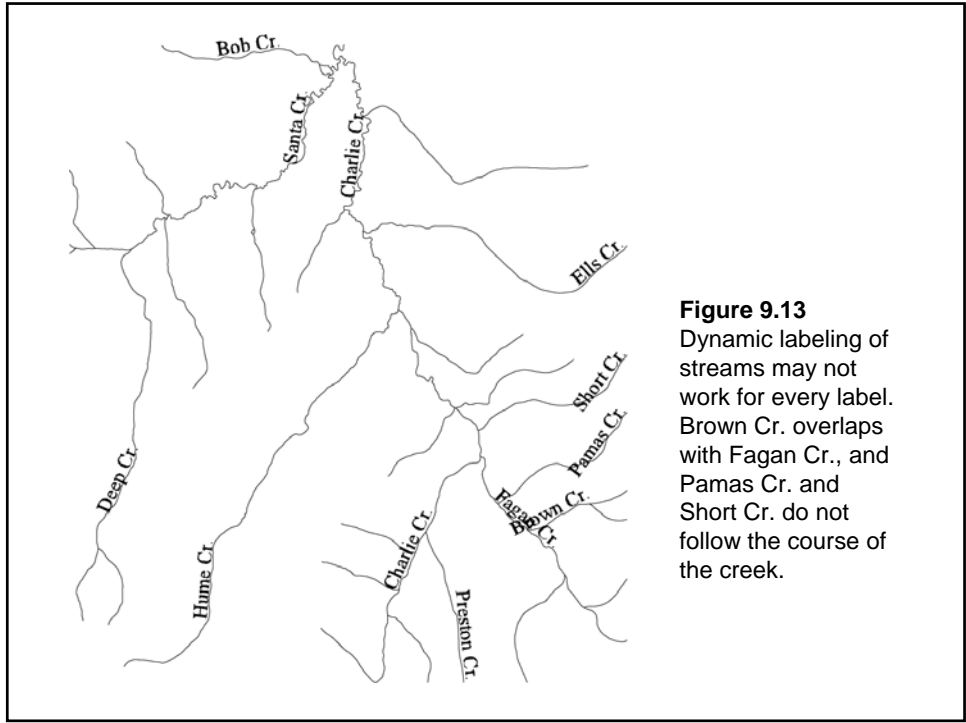 Bob Cr.
Santa Cr.
Charlie Cr.
Ells Cr.
Short Cr.
Pamas Cr.
Deep Cr.
Fagan Cr.
Brown Cr.
Hume Cr.
Charlie Cr.
Preston Cr.
Figure 9.13
Dynamic labeling of
streams may not
work for every label.
Brown Cr. overlaps
with Fagan Cr., and
Pamas Cr. and
Short Cr. do not
follow the course of
the creek.